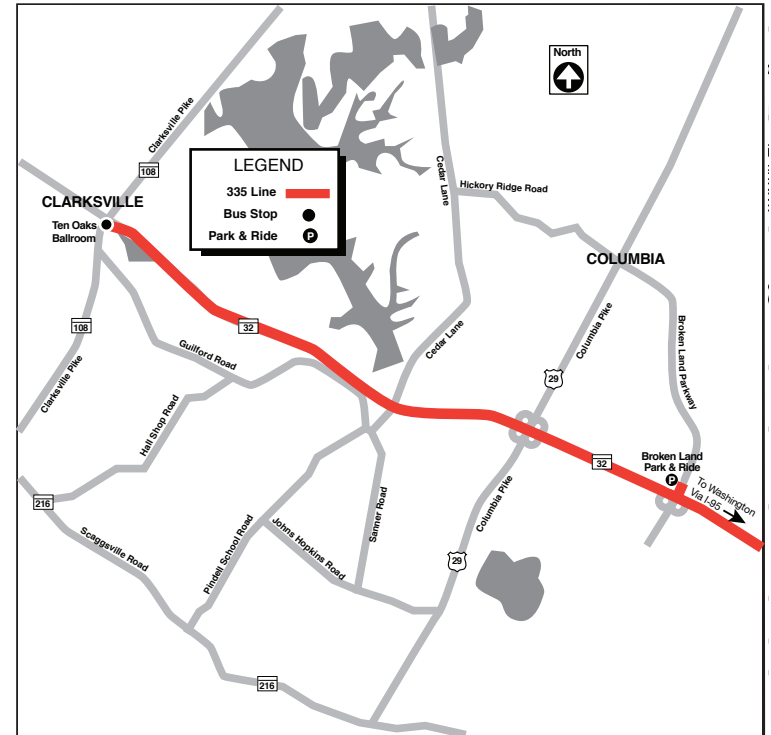 North
Clarksville Pike
108
LEGEND
335 Line
Bus Stop
Park & Ride
P
CLARKSVILLE
Ten Oaks
Ballroom
Cedar Lane
Hickory Ridge Road
COLUMBIA
108
32
Guilford Road
Cedar Lane
Columbia Pike
Broken Land Parkway
Clarksville Pike
29
Hall Shop Road
Broken Land
Park & Ride
P
32
To Washington
Via I-95
216
Scaggsville Road
Pindell School Road
Johns Hopkins Road
Sanner Road
Columbia Pike
29
216